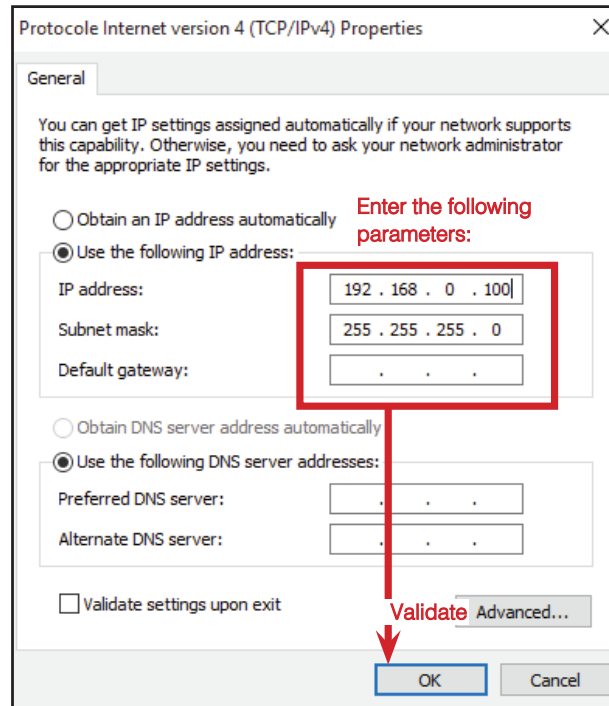 Protocole Internet version 4 (TCP/IPv4) Properties
General
You can get IP settings assigned automatically if your network supports
this capability. Otherwise, you need to ask your network administrator
for the appropriate IP settings.
Enter the following
parameters:
Obtain an IP address automatically
Use the following IP address:
IP address: 192 . 168 . 0 . 100
Subnet mask: 255 . 255 . 255 . 0
Default gateway: . . .
Obtain DNS server address automatically
Use the following DNS server addresses:
Preferred DNS server: . . .
Alternate DNS server: . . .
Validate settings upon exit
Validate Advanced...
OK Cancel